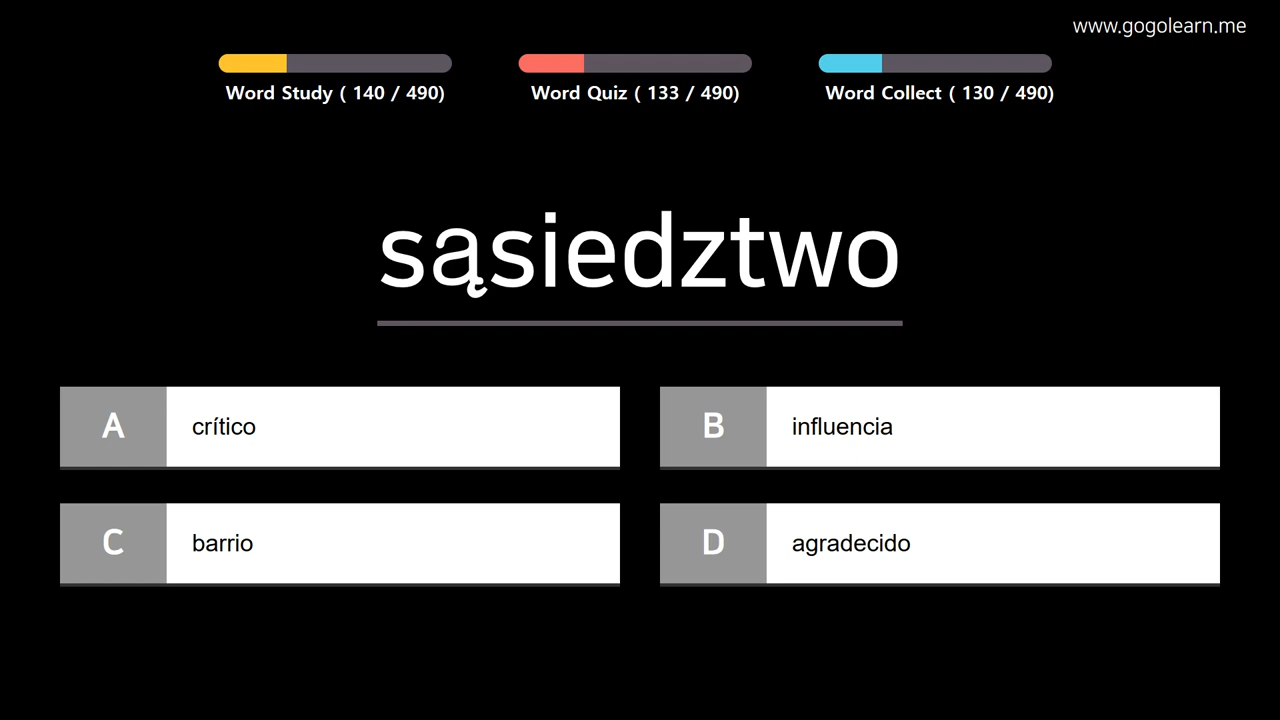 www.gogolearn.me
Word Study ( 140 / 490)
Word Quiz ( 133 / 490)
Word Collect ( 130 / 490)
sąsiedztwo
A crítico
B influencia
C barrio
D agradecido